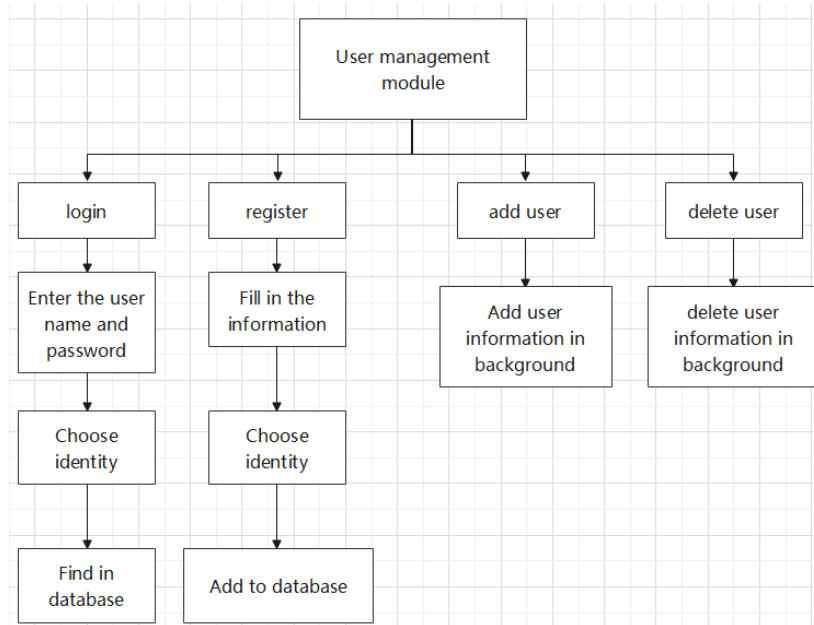 User management
module
login
register
add user
delete user
Enter the user
name and
password
Fill in the
information
Add user
information in
background
delete user
information in
background
Choose
identity
Choose
identity
Find in
database
Add to database